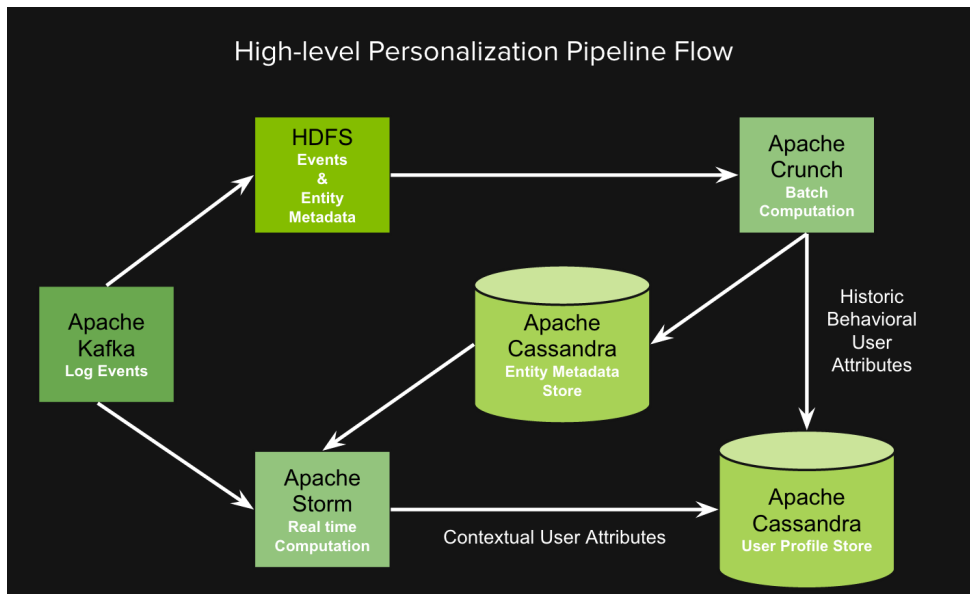 High-level Personalization Pipeline Flow
HDFS
Events
&
Entity
Metadata
Apache
Crunch
Batch
Computation
Apache
Kafka
Log Events
Apache
Cassandra
Entity Metadata
Store
Historic
Behavioral
User
Attributes
Apache
Storm
Real time
Computation
Contextual User Attributes
Apache
Cassandra
User Profile Store